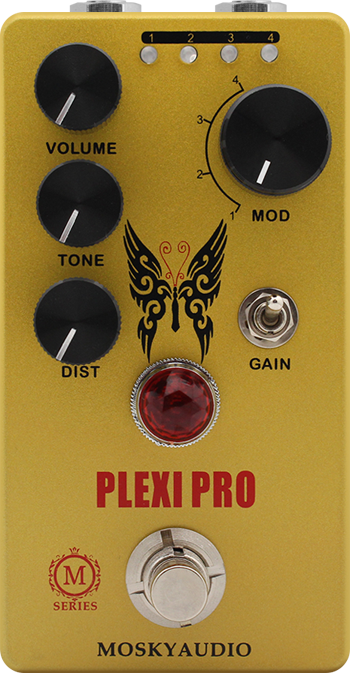 1 2 3 4
VOLUME
4
3
2
1
MOD
TONE
GAIN
DIST
PLEXI PRO
M
SERIES
MOSKYAUDIO